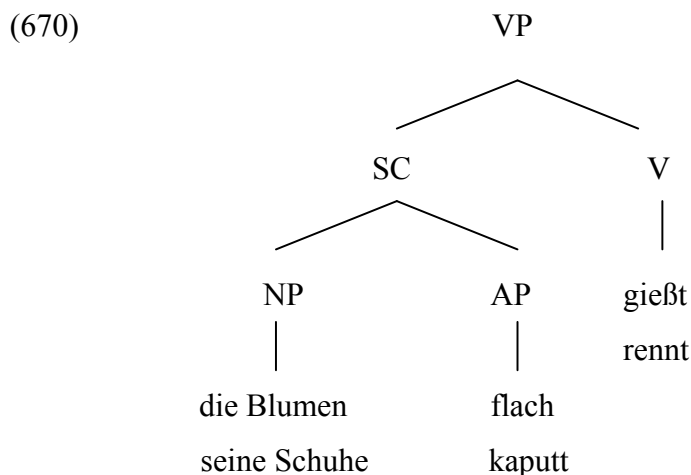 (670) VP
SC V
NP AP gießt
rennt
die Blumen flach
seine Schuhe kaputt